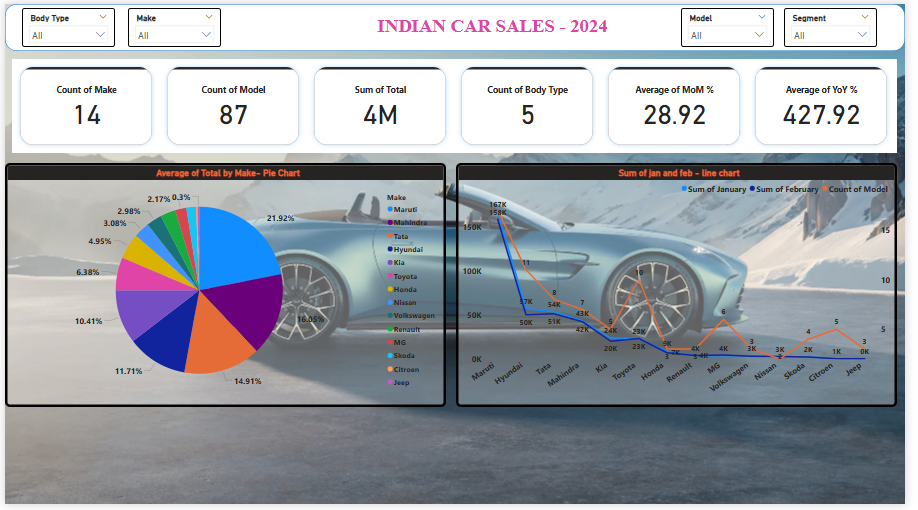 Body Type
All
Make
All
INDIAN CAR SALES - 2024
Model
All
Segment
All
Count of Make
14
Count of Model
87
Sum of Total
4M
Count of Body Type
5
Average of MoM %
28.92
Average of YoY %
427.92
Average of Total by Make- Pie Chart
21.92%
16.05%
14.91%
11.71%
10.41%
6.38%
4.95%
3.08%
2.98%
2.17%
0.3%
Make
Maruti
Mahindra
Tata
Hyundai
Kia
Toyota
Honda
Nissan
Volkswagen
Renault
MG
Skoda
Citroen
Jeep
Sum of jan and feb - line chart
Sum of January Sum of February Count of Model
150K
100K
50K
0K
15
10
5
167K
158K
11
57K
50K
8
54K
51K
7
43K
42K
5
24K
20K
10
23K
23K
9K
3
7K
4K
3
4K
6
4K
3
3K
3K
2
4
2K
5
1K
3
0K
Maruti
Hyundai
Tata
Mahindra
Kia
Toyota
Honda
Renault
MG
Volkswagen
Nissan
Skoda
Citroen
Jeep